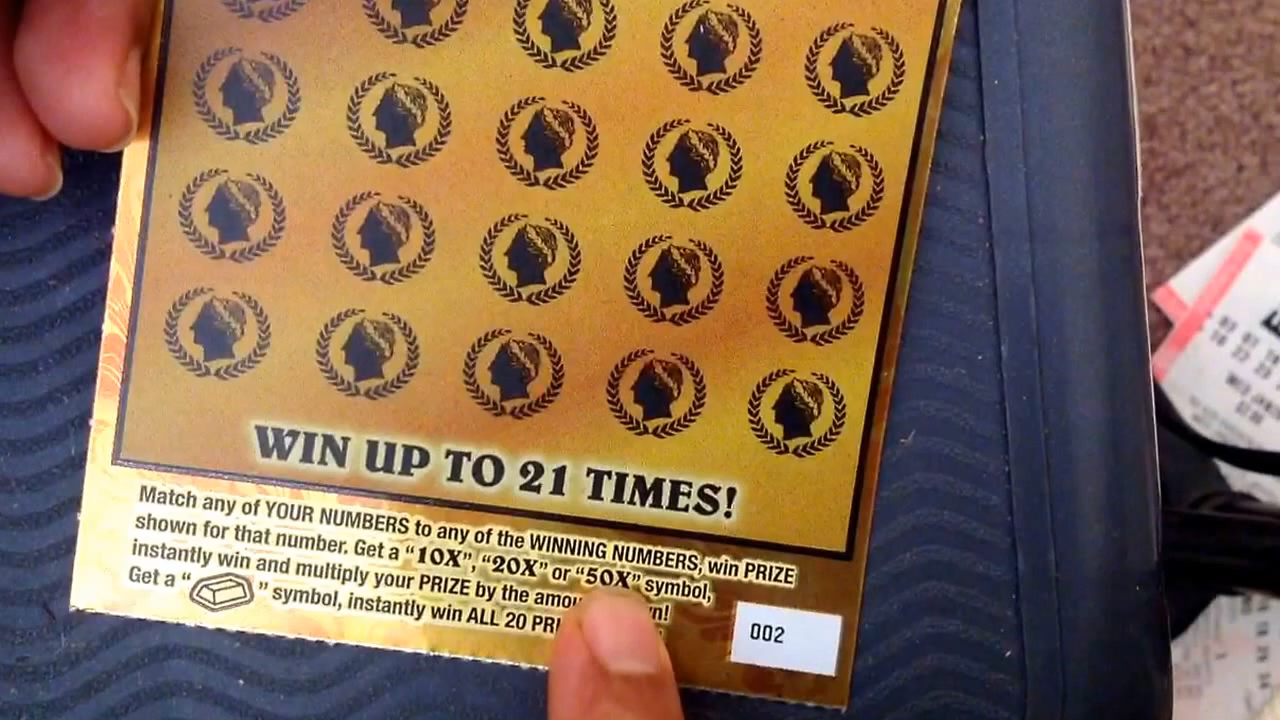 WIN UP TO 21 TIMES!
Match any of YOUR NUMBERS to any of the WINNING NUMBERS, win PRIZE
shown for that number. Get a "10X", "20X" or "50X" symbol,
instantly win and multiply your PRIZE by the
Get a " " symbol, instantly win ALL 20
002